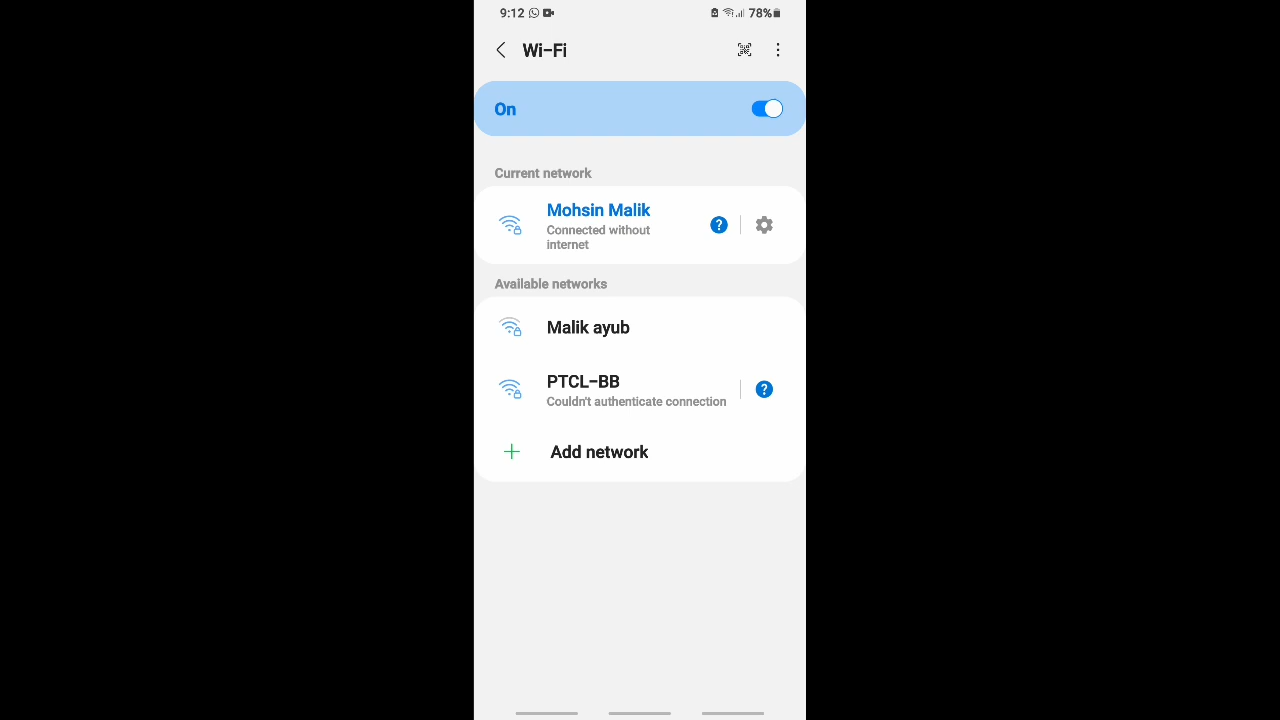 9:12 78%
Wi-Fi
On
Current network
Mohsin Malik
Connected without
internet
Available networks
Malik ayub
PTCL-BB
Couldn't authenticate connection
Add network